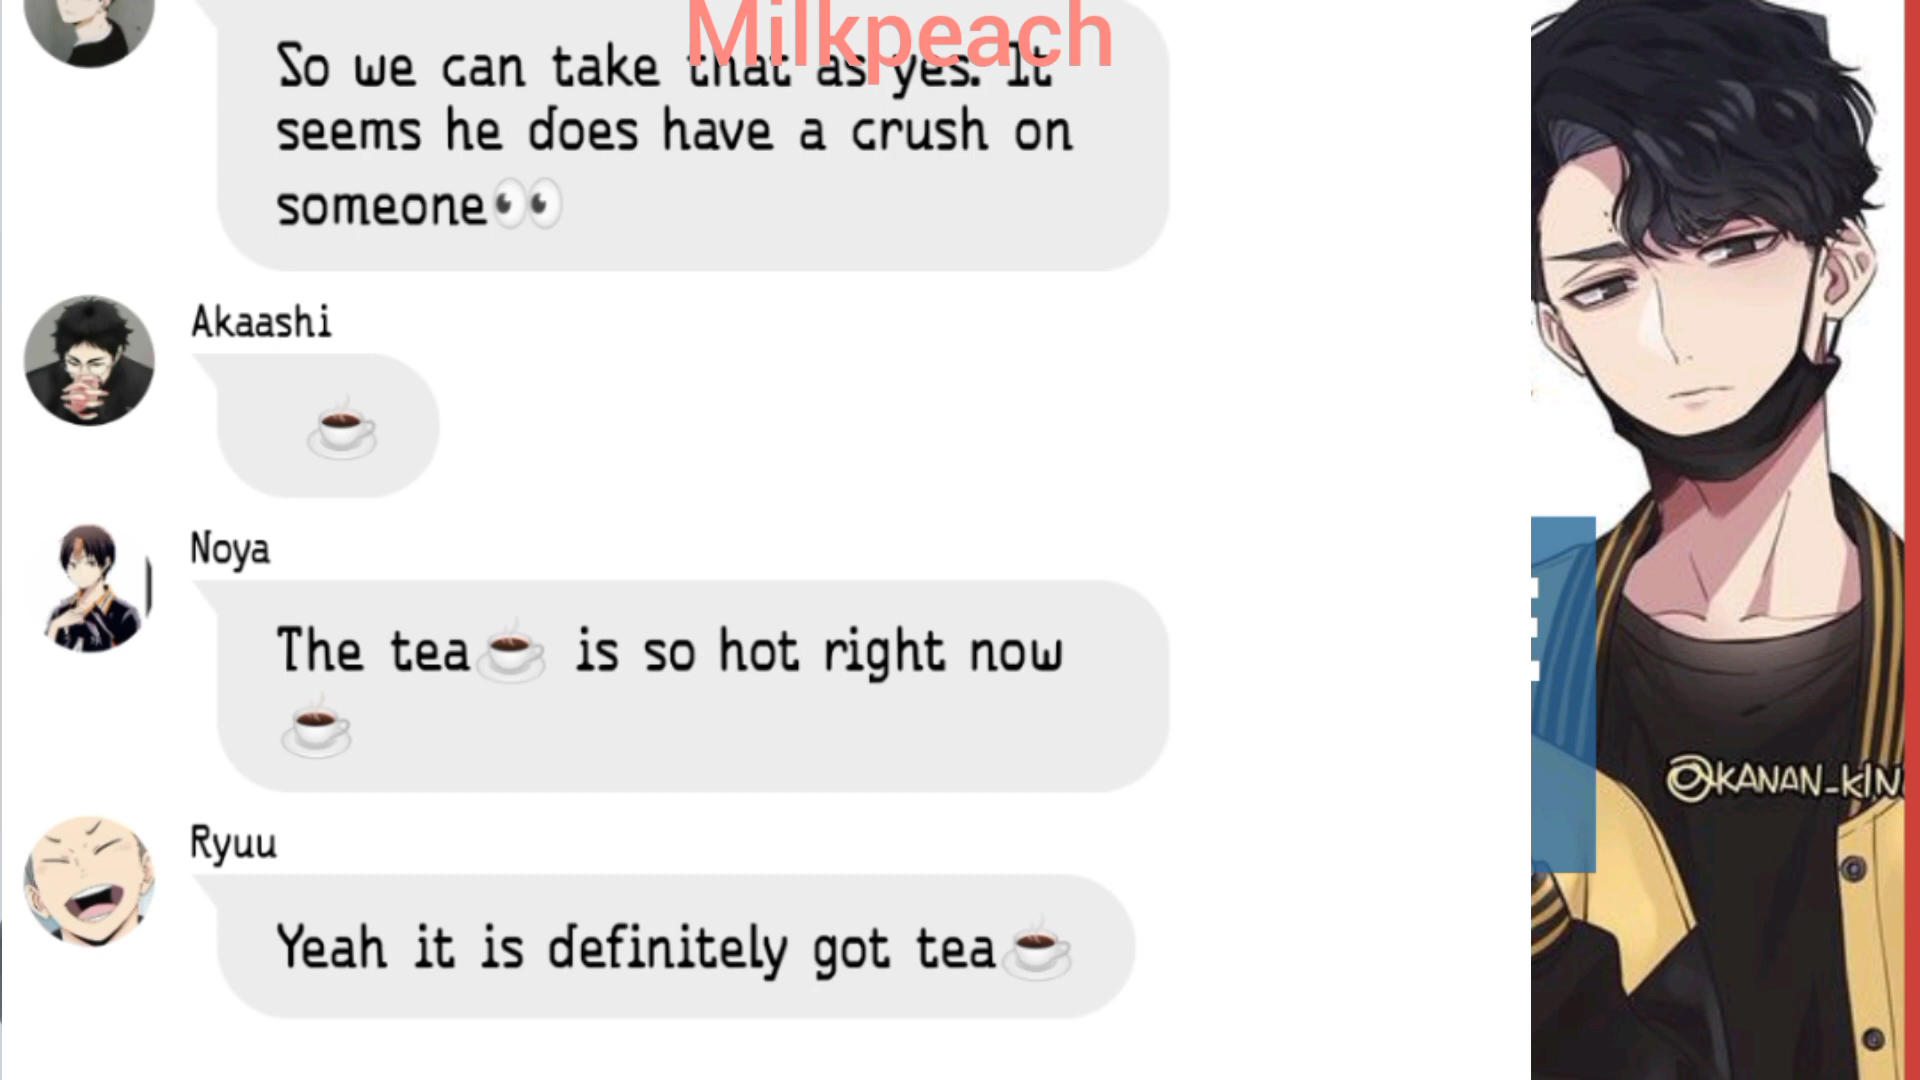 Milkpeach
So we can take that as yes. It
seems he does have a crush on
someone👀
Akaashi
☕
Noya
The tea☕ is so hot right now
☕
Ryuu
Yeah it is definitely got tea☕
@KANAN_KIN